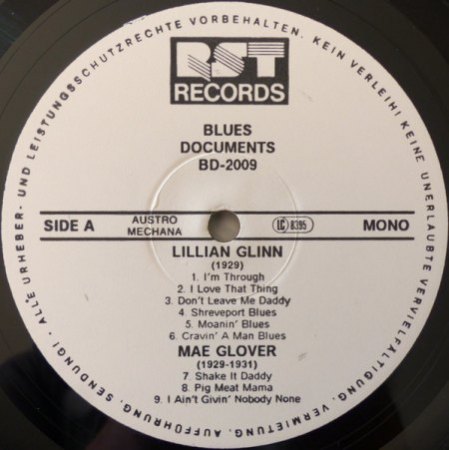 ALLE URHEBER- UND LEISTUNGSSCHUTZRECHTE VORBEHALTEN. KEIN VERLEIH! KEINE UNERLAUBTE VERVIELFÄLTIGUNG, VERMIETUNG, AUFFÜHRUNG, SENDUNG!
RST
RECORDS
BLUES
DOCUMENTS
BD-2009
SIDE A
AUSTRO
MECHANA
LC 8395
MONO
LILLIAN GLINN
(1929)
1. I'm Through
2. I Love That Thing
3. Don't Leave Me Daddy
4. Shreveport Blues
5. Moanin' Blues
6. Cravin' A Man Blues
MAE GLOVER
(1929-1931)
7. Shake It Daddy
8. Pig Meat Mama
9. I Ain't Givin' Nobody None